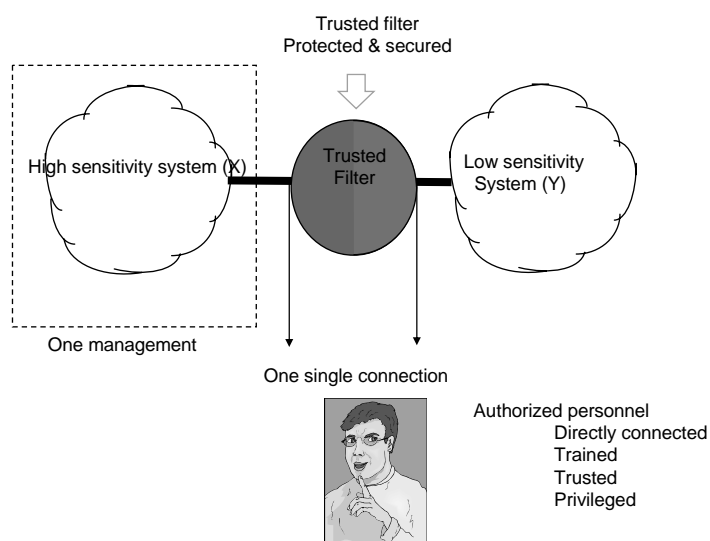 Trusted filter
Protected & secured
High sensitivity system (X)
Trusted
Filter
Low sensitivity
System (Y)
One management
One single connection
Authorized personnel
Directly connected
Trained
Trusted
Privileged